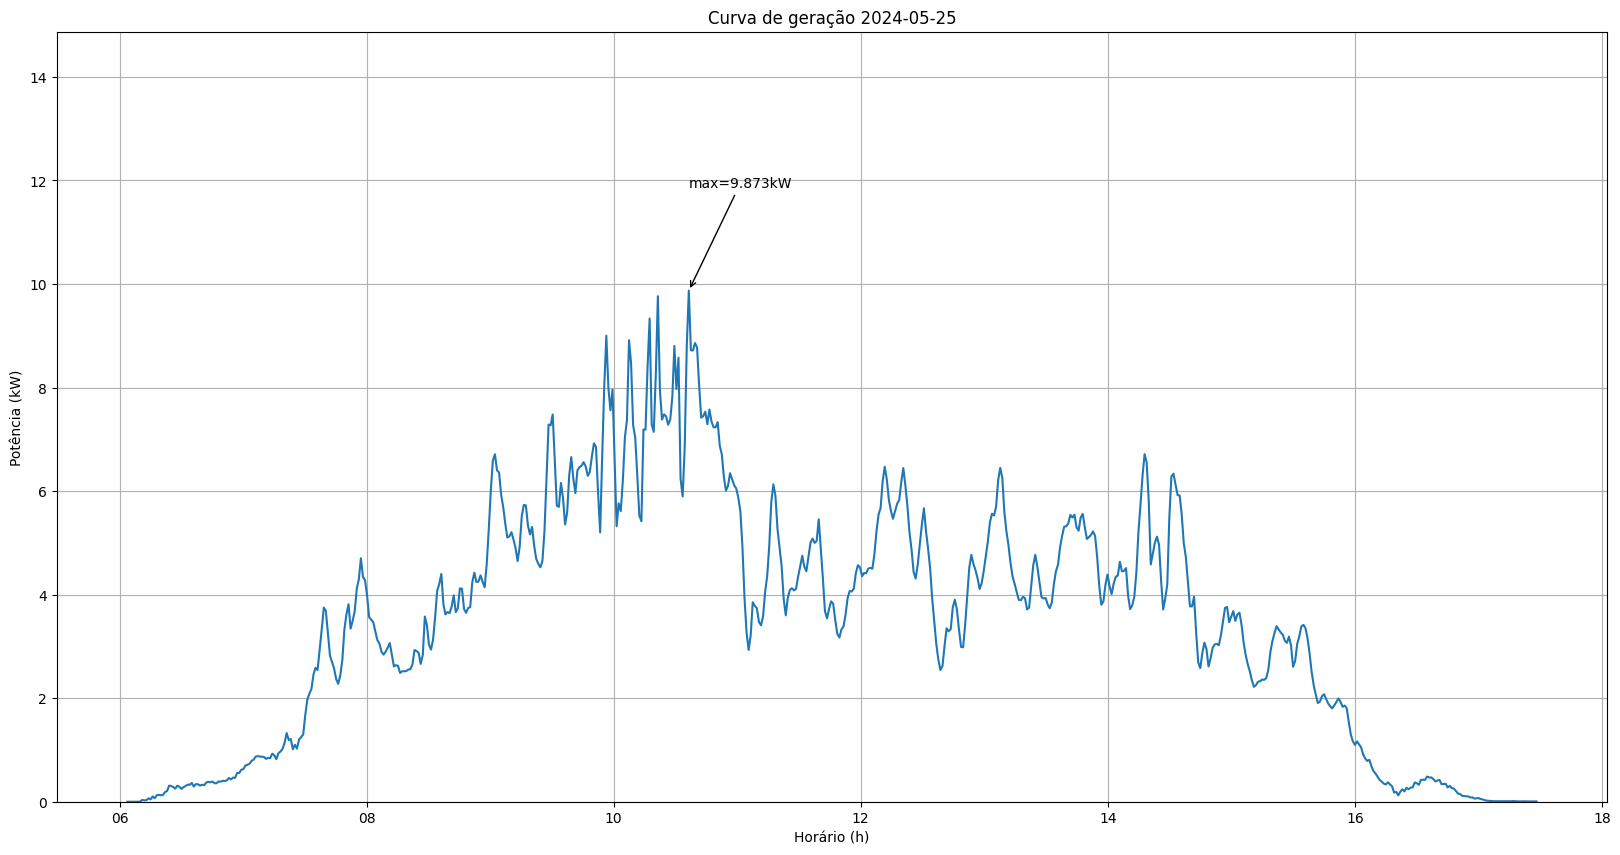 Curva de geração 2024-05-25
14
12
max=9.873kW
10
8
6
4
2
0
Potência (kW)
06 08 10 12 14 16 18
Horário (h)